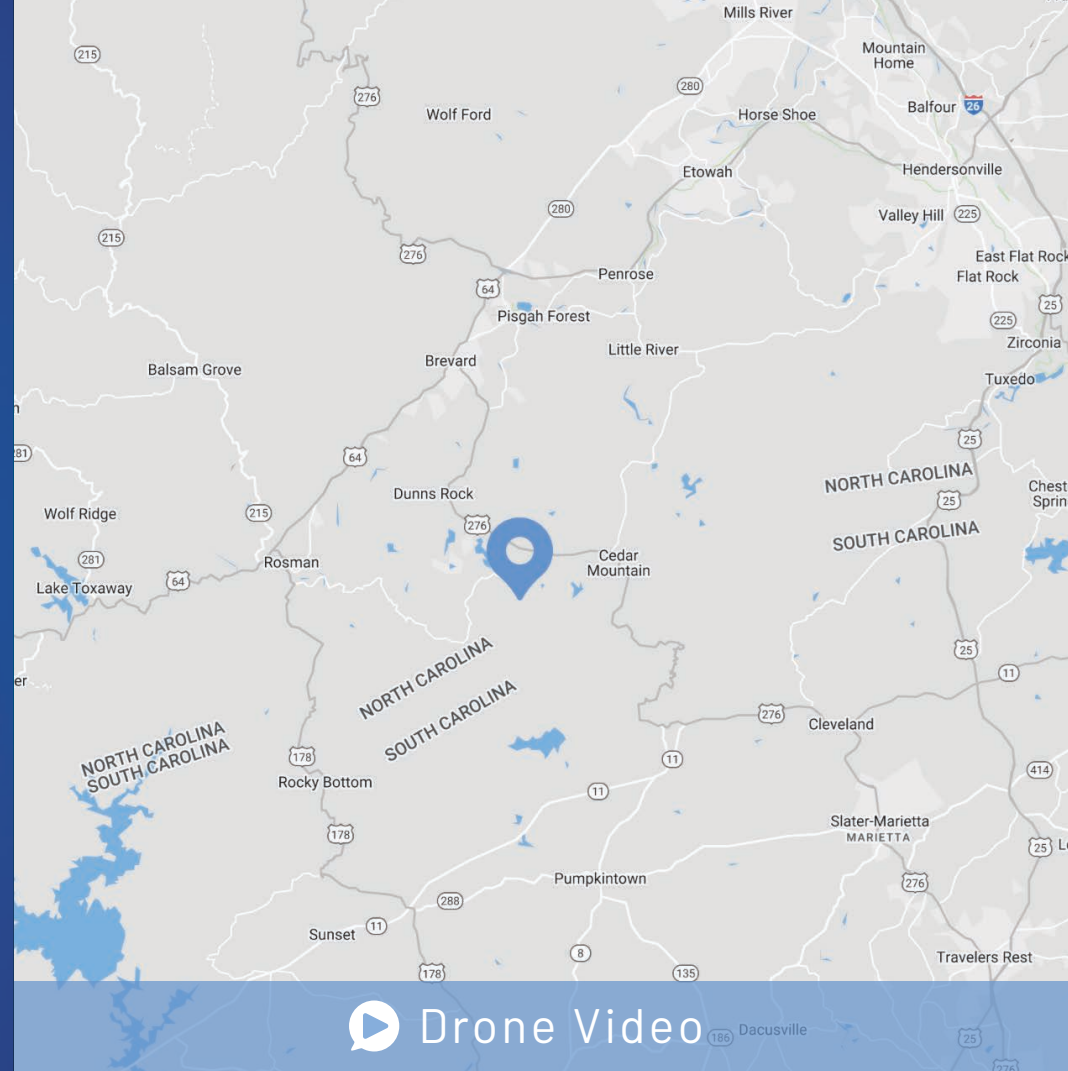 Mills River
215
Mountain
Home
280
276
Balfour
26
Wolf Ford
Horse Shoe
Hendersonville
Etowah
280
Valley Hill
225
215
276
East Flat Rock
Flat Rock
Penrose
64
25
Pisgah Forest
225
Little River
Zirconia
Brevard
Balsam Grove
Tuxedo
25
81
64
NORTH CAROLINA
Dunns Rock
25
Chest
Sprin
Wolf Ridge
215
276
SOUTH CAROLINA
281
Rosman
Cedar
Mountain
64
Lake Toxaway
25
NORTH CAROLINA
11
er
SOUTH CAROLINA
276
Cleveland
NORTH CAROLINA
SOUTH CAROLINA
178
11
414
Rocky Bottom
11
Slater-Marietta
MARIETTA
178
25
L
Pumpkintown
276
288
11
Sunset
8
Travelers Rest
178
135
Drone Video
186
Dacusville
25
276